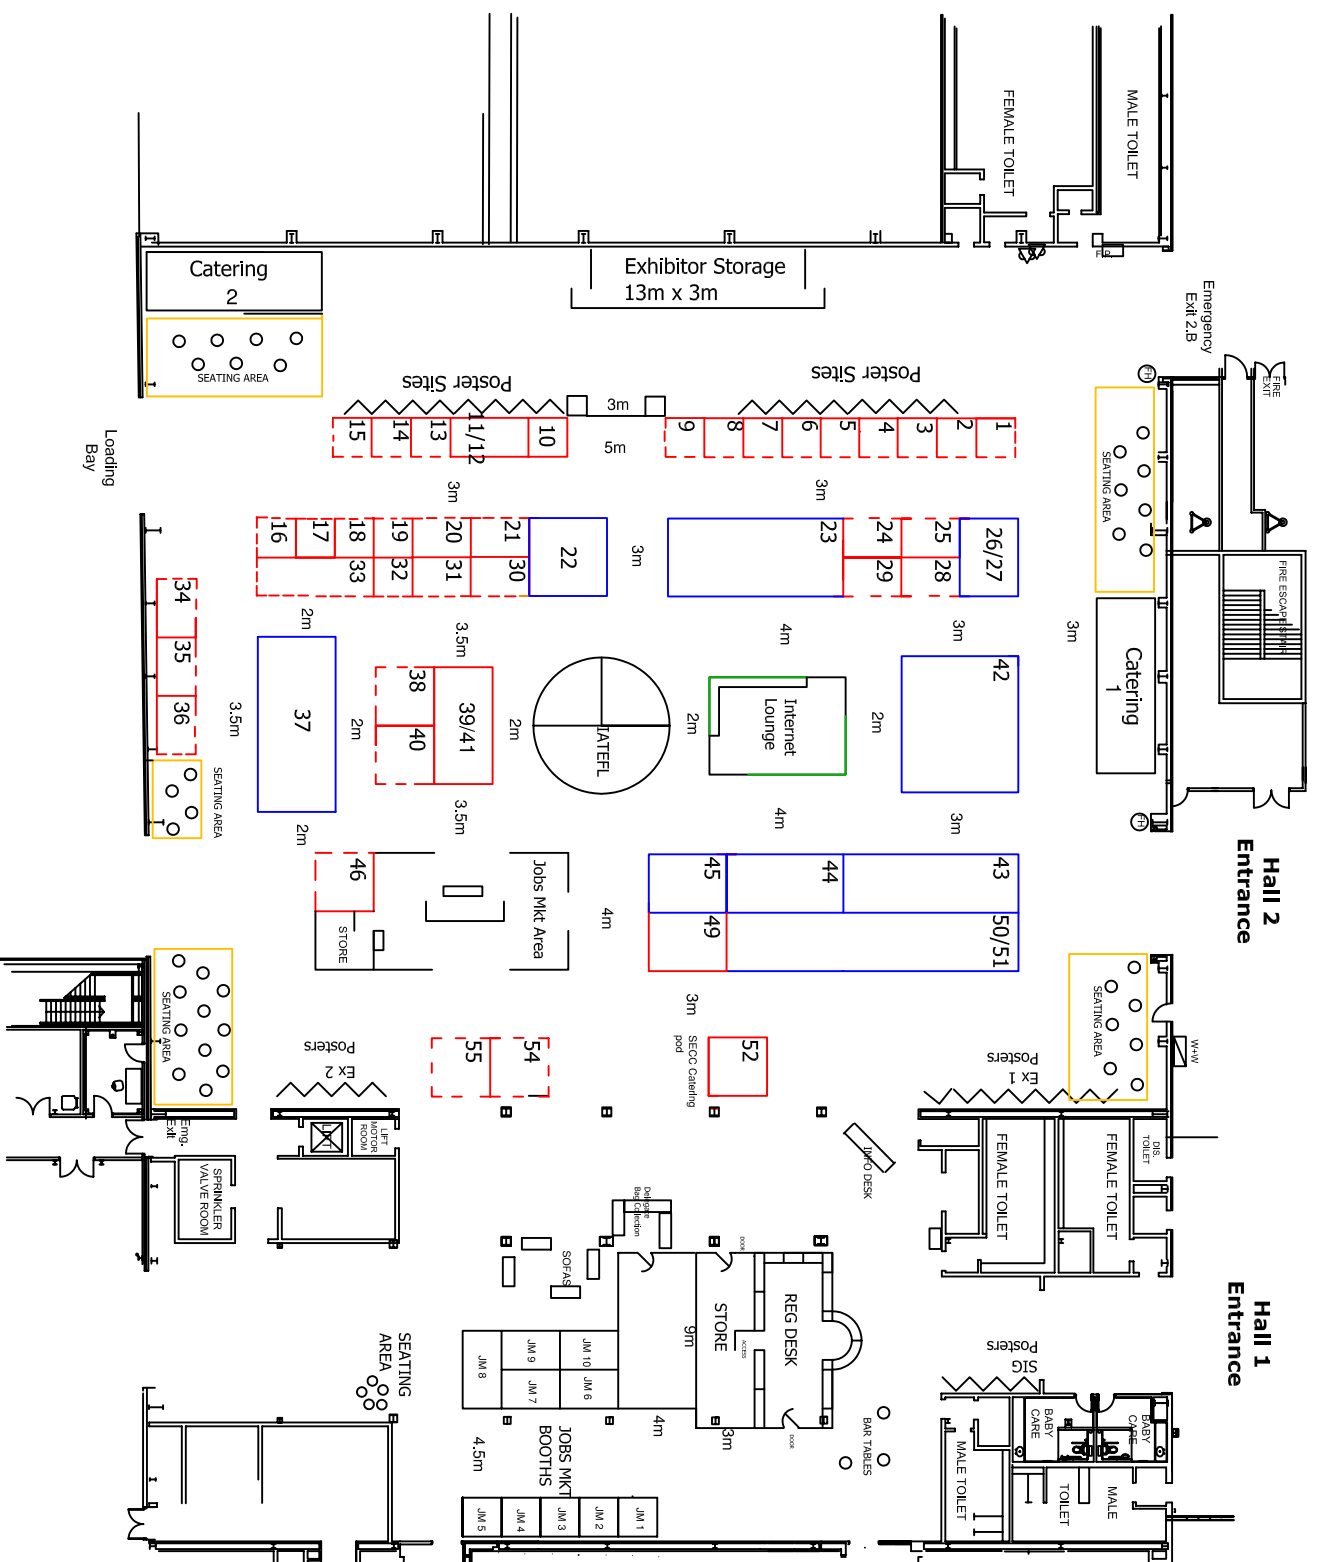 FEMALE TOILET
MALE TOILET
Catering
2
SEATING AREA
Exhibitor Storage
13m x 3m
F.P.
Emergency
Exit 2.B
FH
FIRE
EXIT
Poster Sites
Poster Sites
3m
5m
15
14
13
11/12
10
9
8
7
6
5
4
3
2
1
SEATING AREA
Loading
Bay
3m
3m
16
17
18
19
20
21
22
3m
23
24
25
26/27
33
32
31
30
29
28
FIRE ESCAPE STAIR
34
35
36
2m
3.5m
4m
3m
3m
Catering
1
37
38
39/41
40
IATEFL
Internet
Lounge
42
3.5m
2m
2m
2m
2m
SEATING AREA
2m
3.5m
4m
3m
FH
Hall 2
Entrance
46
Jobs Mkt Area
STORE
4m
45
44
43
49
50/51
SEATING AREA
SEATING AREA
3m
W+W
Posters
Ex 2
55
54
SECC Catering
pod
52
Posters
Ex 1
Emg.
Exit
LIFT
LIFT
MOTOR
ROOM
SPRINKLER
VALVE ROOM
INFO DESK
FEMALE TOILET
FEMALE TOILET
DIS.
TOILET
Delegate
Bag Collection
SOFAS
DOOR
STORE
REG DESK
ACCESS
9m
Hall 1
Entrance
SEATING
AREA
JM 8
JM 9
JM 10
JM 7
JM 6
Posters
SIG
4.5m
JOBS MKT
BOOTHS
4m
3m
DOOR
BAR TABLES
BABY
CARE
BABY
CARE
MALE TOILET
MALE
TOILET
JM 5
JM 4
JM 3
JM 2
JM 1